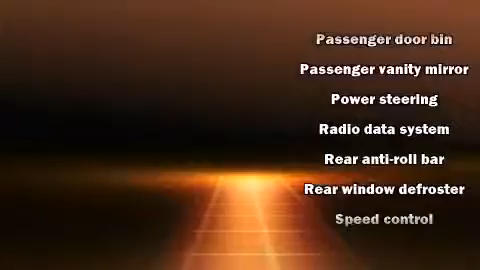 Passenger door bin
Passenger vanity mirror
Power steering
Radio data system
Rear anti-roll bar
Rear window defroster
Speed control